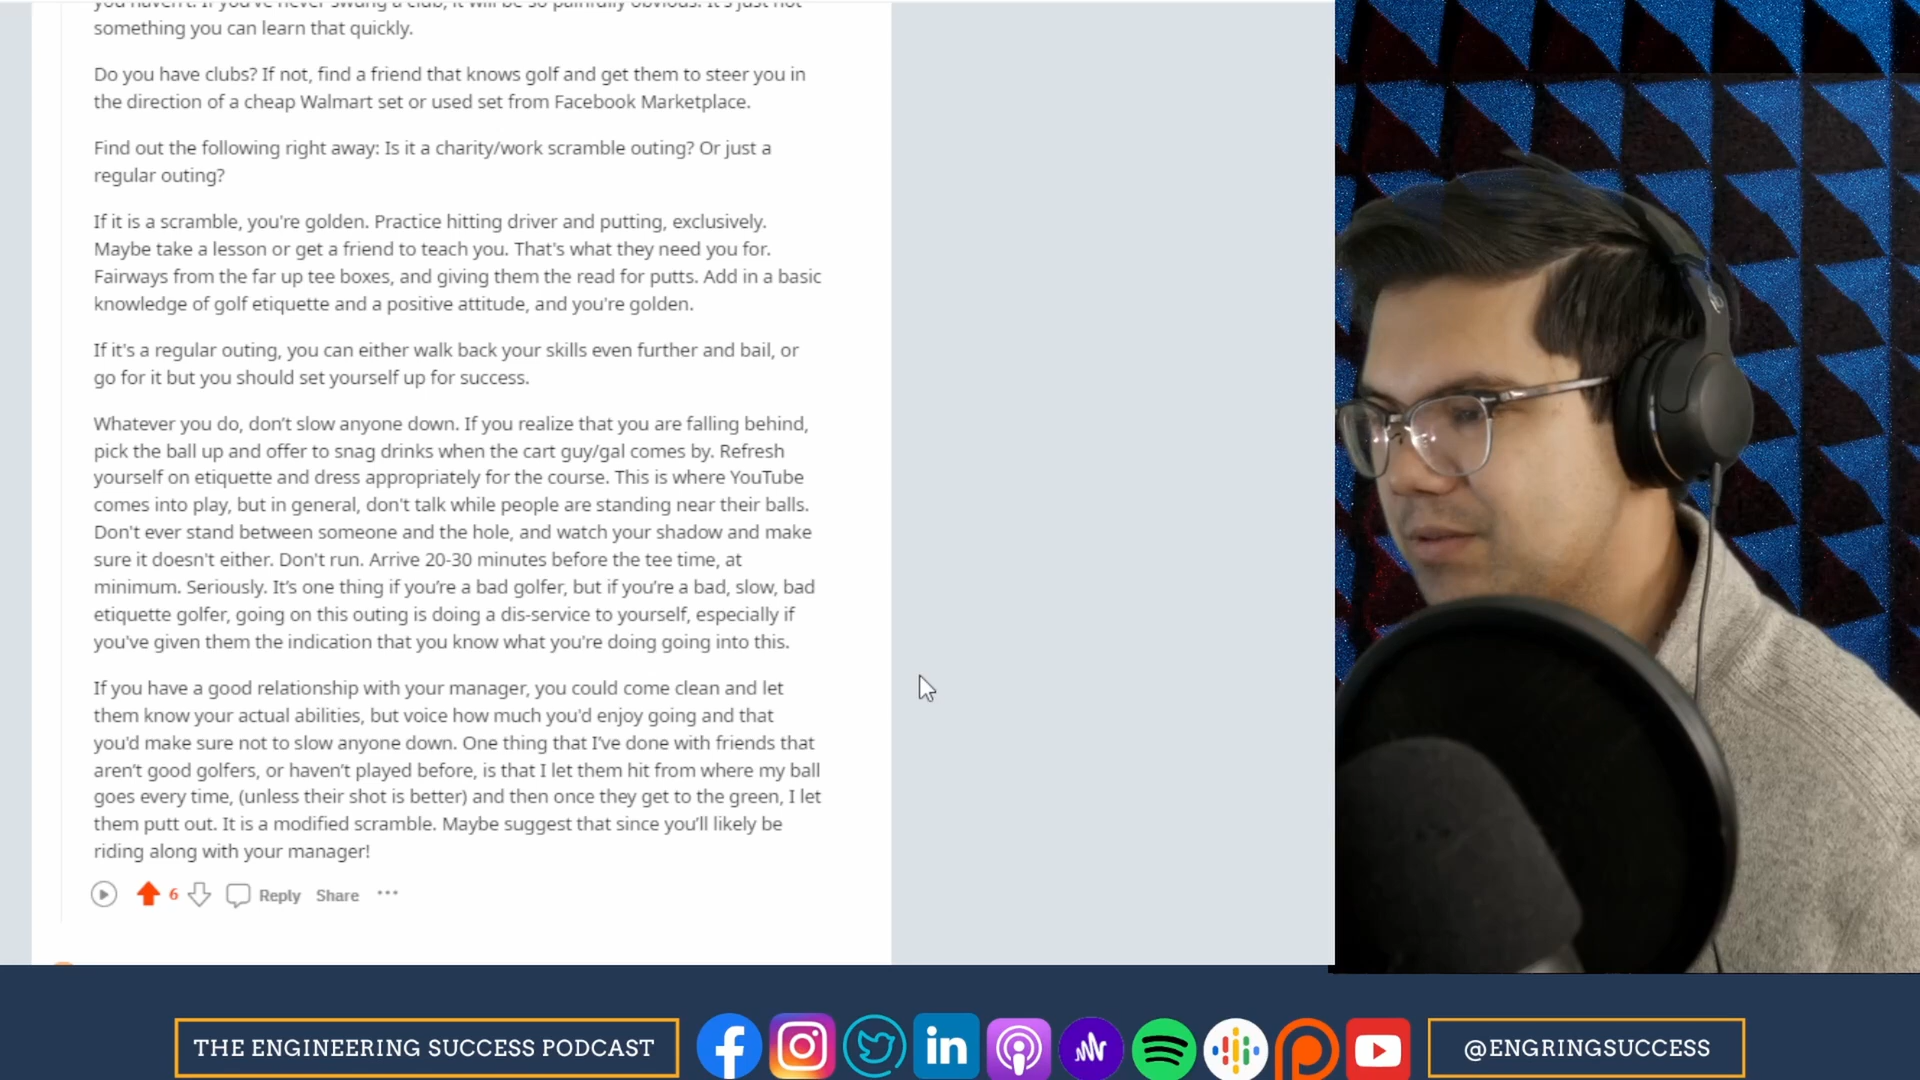 you haven't. If you've never swung a club, it will be so painfully obvious. It's just not
something you can learn that quickly.
Do you have clubs? If not, find a friend that knows golf and get them to steer you in
the direction of a cheap Walmart set or used set from Facebook Marketplace.
Find out the following right away: Is it a charity/work scramble outing? Or just a
regular outing?
If it is a scramble, you're golden. Practice hitting driver and putting, exclusively.
Maybe take a lesson or get a friend to teach you. That's what they need you for.
Fairways from the far up tee boxes, and giving them the read for putts. Add in a basic
knowledge of golf etiquette and a positive attitude, and you're golden.
If it's a regular outing, you can either walk back your skills even further and bail, or
go for it but you should set yourself up for success.
Whatever you do, don’t slow anyone down. If you realize that you are falling behind,
pick the ball up and offer to snag drinks when the cart guy/gal comes by. Refresh
yourself on etiquette and dress appropriately for the course. This is where YouTube
comes into play, but in general, don't talk while people are standing near their balls.
Don't ever stand between someone and the hole, and watch your shadow and make
sure it doesn't either. Don't run. Arrive 20-30 minutes before the tee time, at
minimum. Seriously. It’s one thing if you’re a bad golfer, but if you’re a bad, slow, bad
etiquette golfer, going on this outing is doing a dis-service to yourself, especially if
you've given them the indication that you know what you're doing going into this.
If you have a good relationship with your manager, you could come clean and let
them know your actual abilities, but voice how much you'd enjoy going and that
you'd make sure not to slow anyone down. One thing that I’ve done with friends that
aren’t good golfers, or haven’t played before, is that I let them hit from where my ball
goes every time, (unless their shot is better) and then once they get to the green, I let
them putt out. It is a modified scramble. Maybe suggest that since you’ll likely be
riding along with your manager!
6 Reply Share ...
THE ENGINEERING SUCCESS PODCAST
in
@ENGRINGSUCCESS